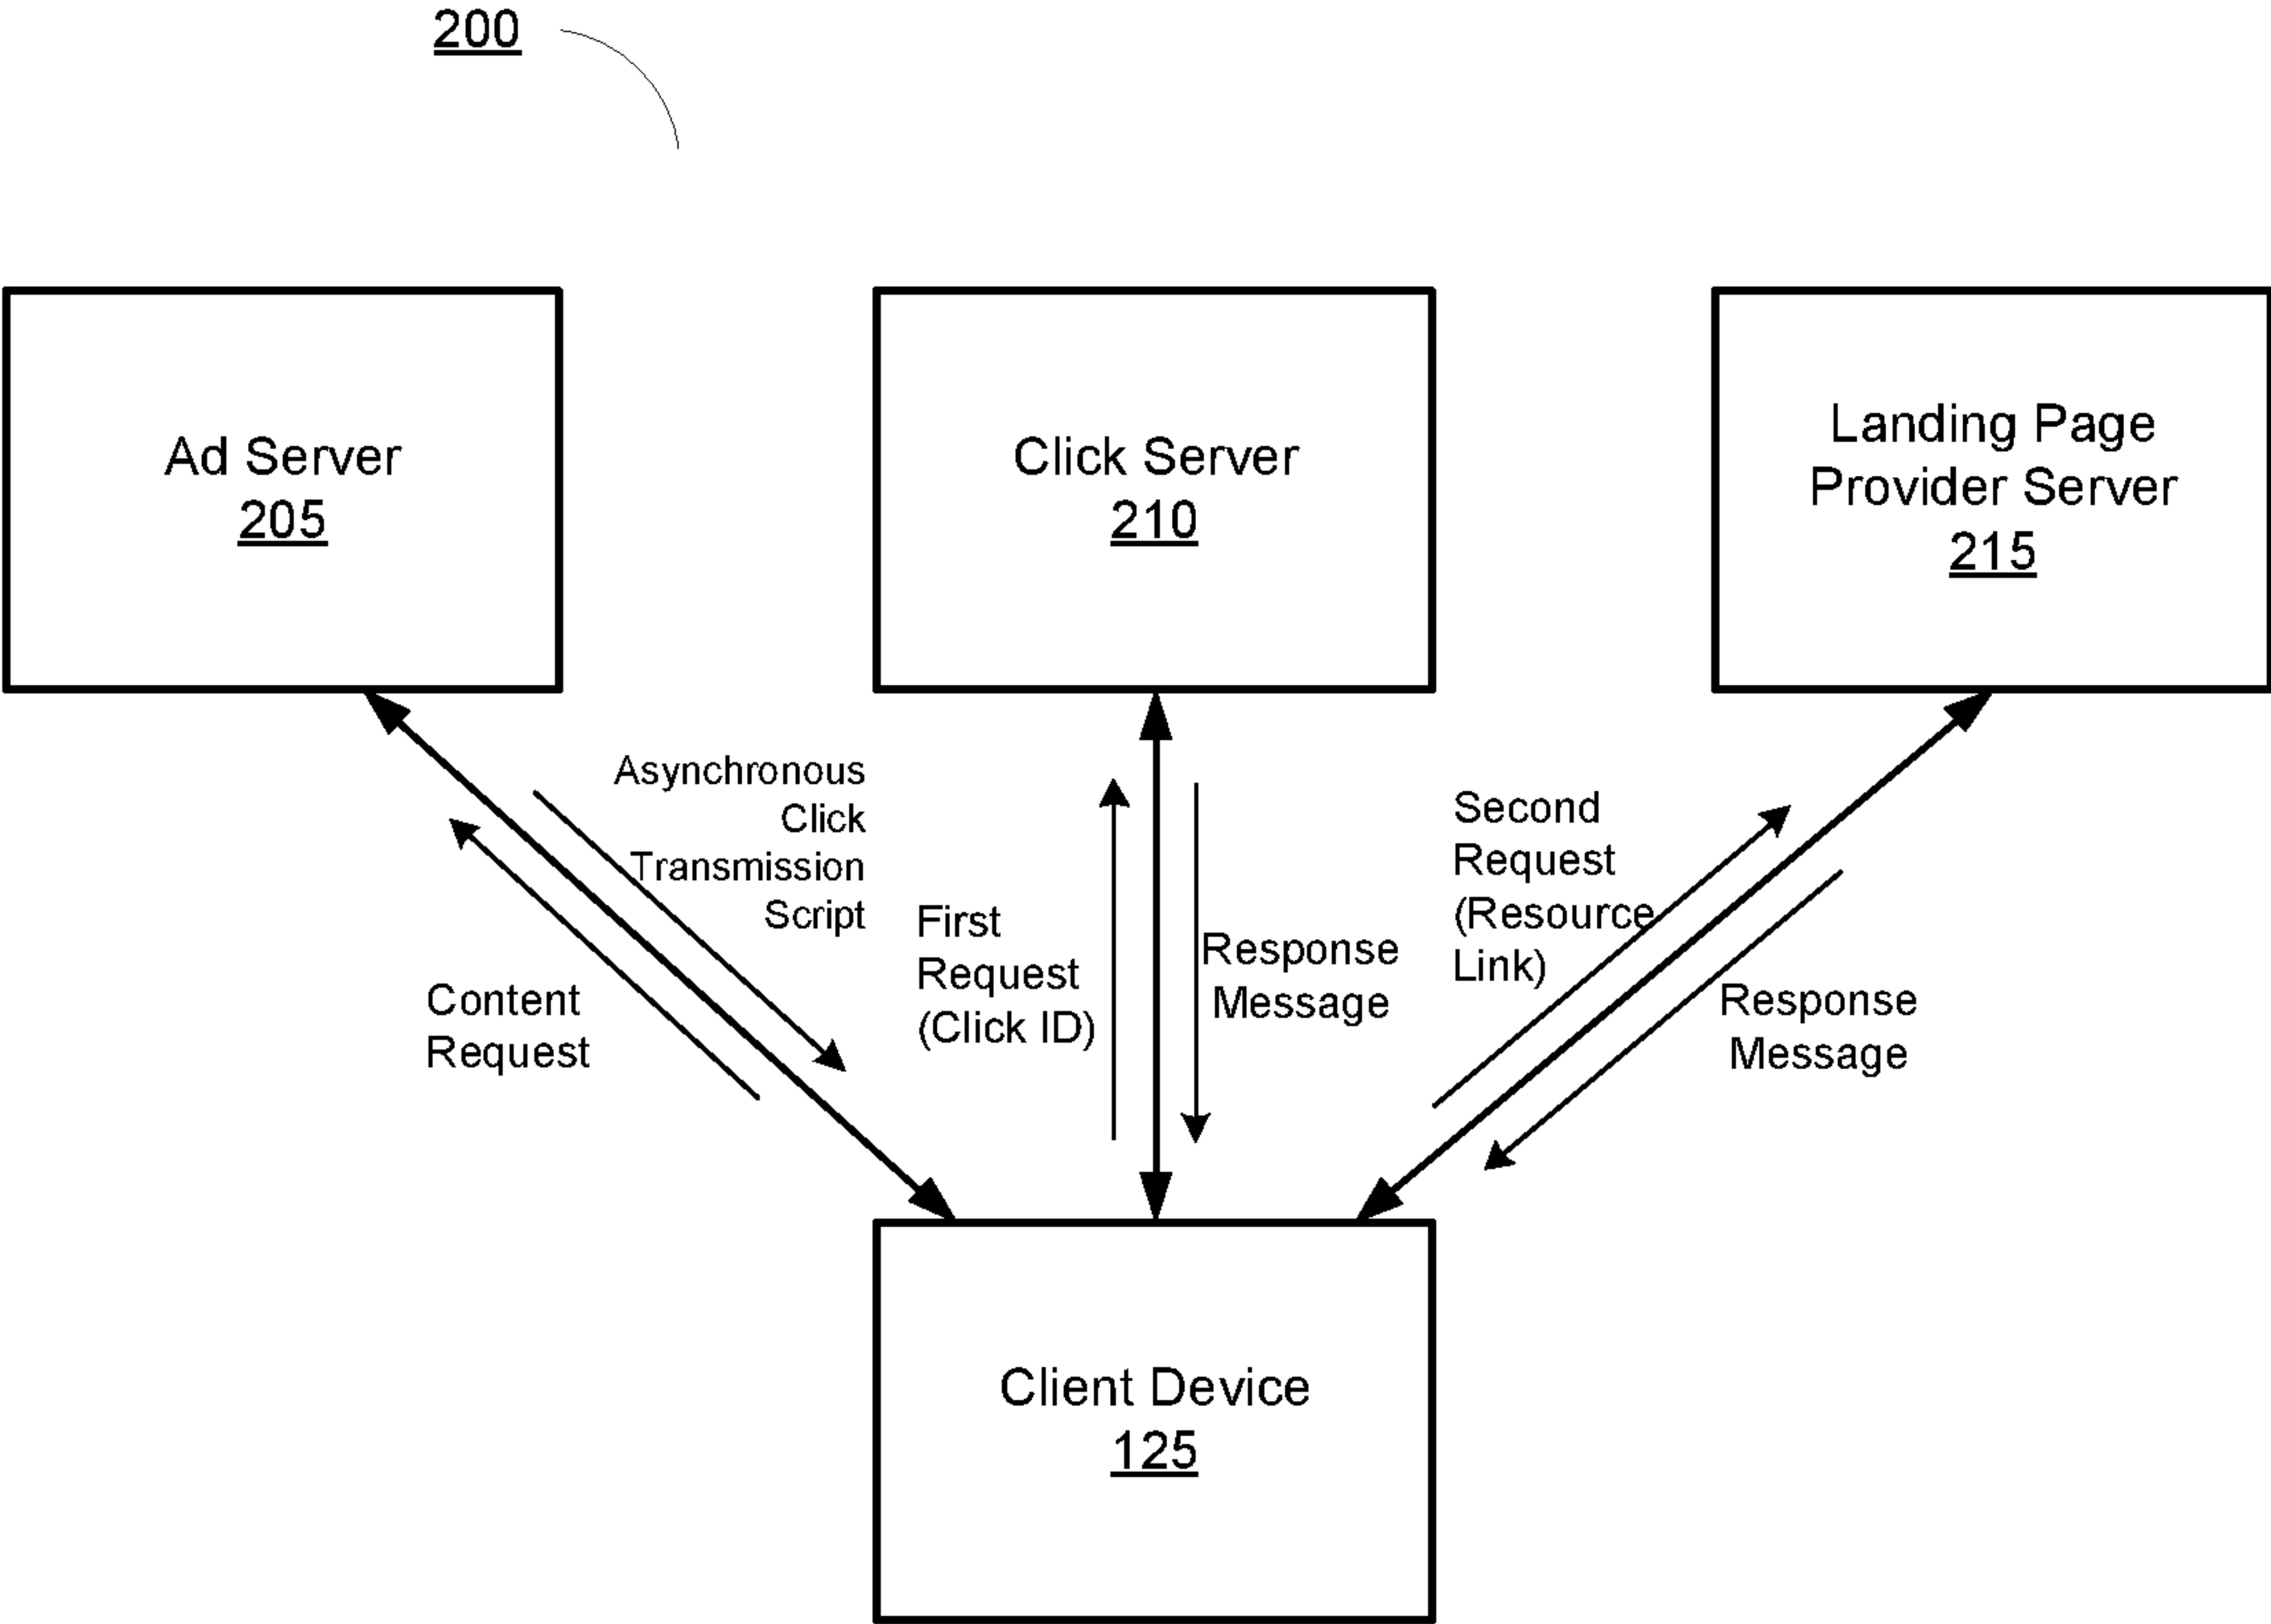 200
Ad Server
205
Click Server
210
Landing Page
Provider Server
215
Asynchronous
Click
Transmission
Script
Content
Request
First
Request
(Click ID)
Response
Message
Second
Request
(Resource
Link)
Response
Message
Client Device
125